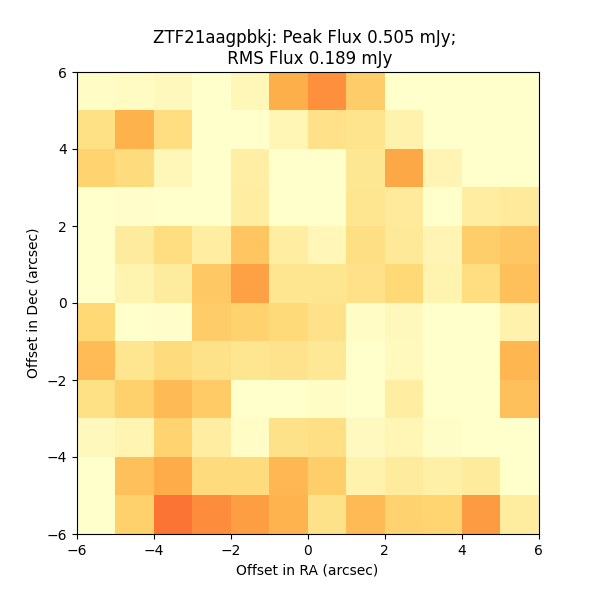 ZTF21aagpbkj: Peak Flux 0.505 mJy;
RMS Flux 0.189 mJy
6
4
2
0
−2
−4
−6
Offset in Dec (arcsec)
−6 −4 −2 0 2 4 6
Offset in RA (arcsec)